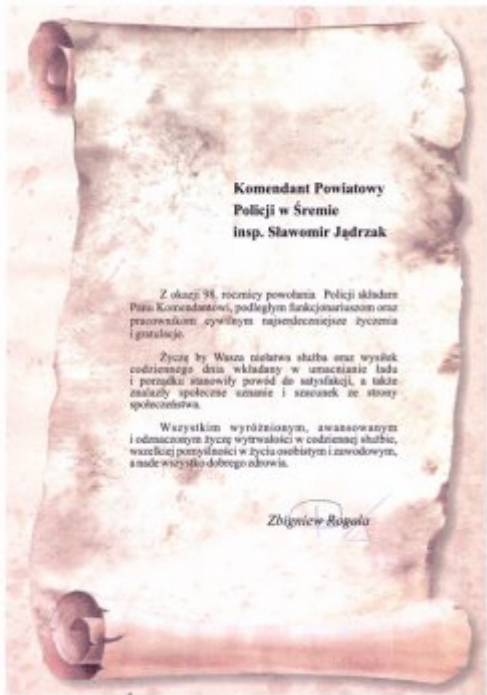 Komendant Powiatowy
Policji w Śremie
insp. Sławomir Jądrzak
Z okazji 98. rocznicy powołania Policji składam
Panu Komendantowi, podległym funkcjonariuszom oraz
pracownikom cywilnym najserdeczniejsze życzenia
i gratulacje.
Życzę by Wasza niełatwa służba oraz wysiłek
codziennego dnia wkładany w umacnianie ładu
i porządku stanowiły powód do satysfakcji, a także
znalazły społeczne uznanie i szacunek ze strony
społeczeństwa.
Wszystkim wyróżnionym, awansowanym
i odznaczonym życzę wytrwałości w codziennej służbie,
wszelkiej pomyślności w życiu osobistym i zawodowym,
a nade wszystko dobrego zdrowia.
Zbigniew Rogala